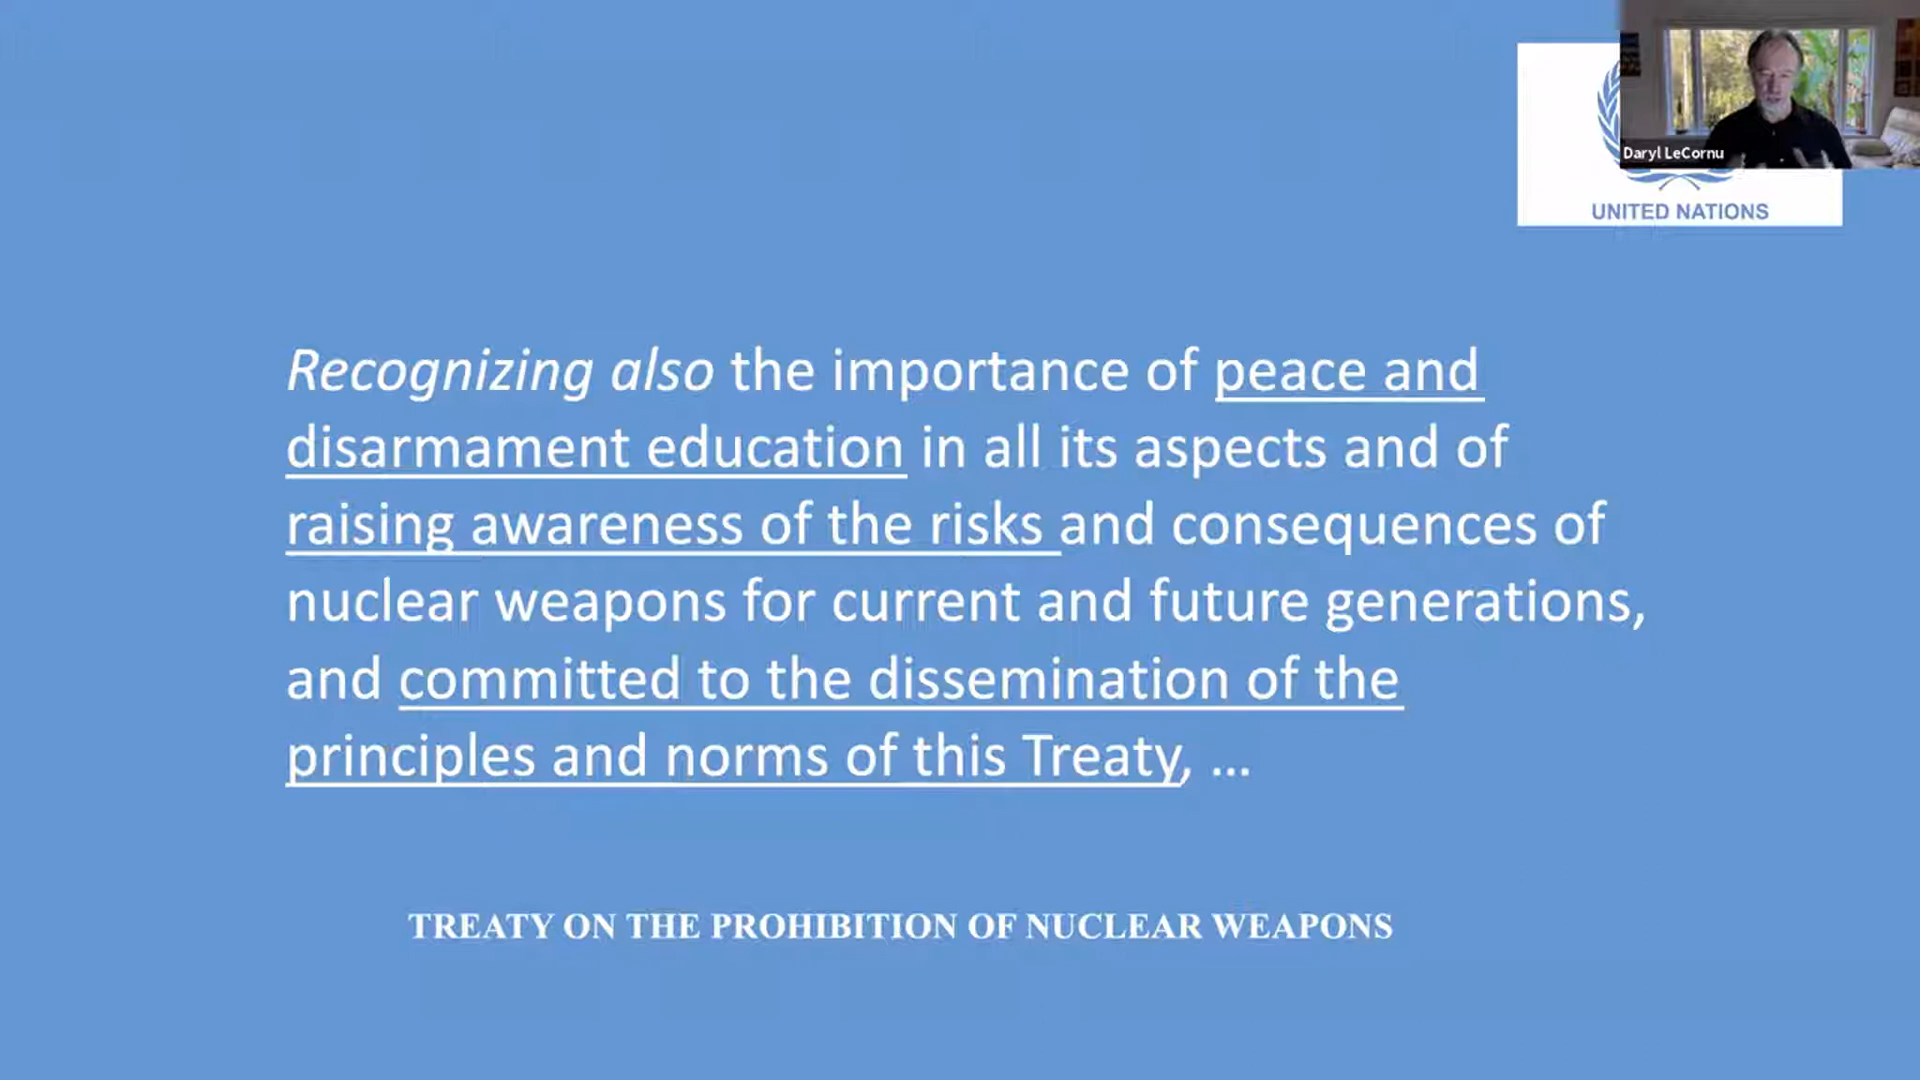 Daryl LeCornu
UNITED NATIONS
Recognizing also the importance of peace and
disarmament education in all its aspects and of
raising awareness of the risks and consequences of
nuclear weapons for current and future generations,
and committed to the dissemination of the
principles and norms of this Treaty, ...
TREATY ON THE PROHIBITION OF NUCLEAR WEAPONS